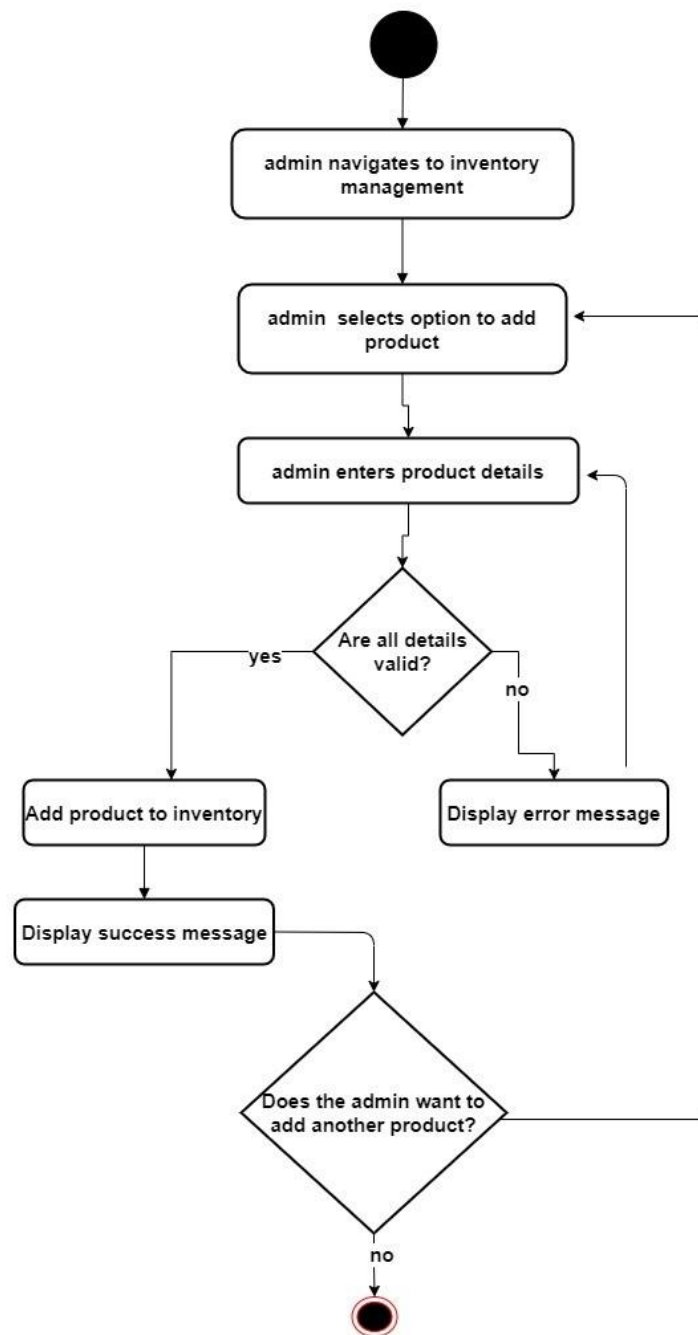 admin navigates to inventory
management
admin  selects option to add
product
admin enters product details
Are all details
valid?
yes
no
Add product to inventory
Display error message
Display success message
Does the admin want to
add another product?
no